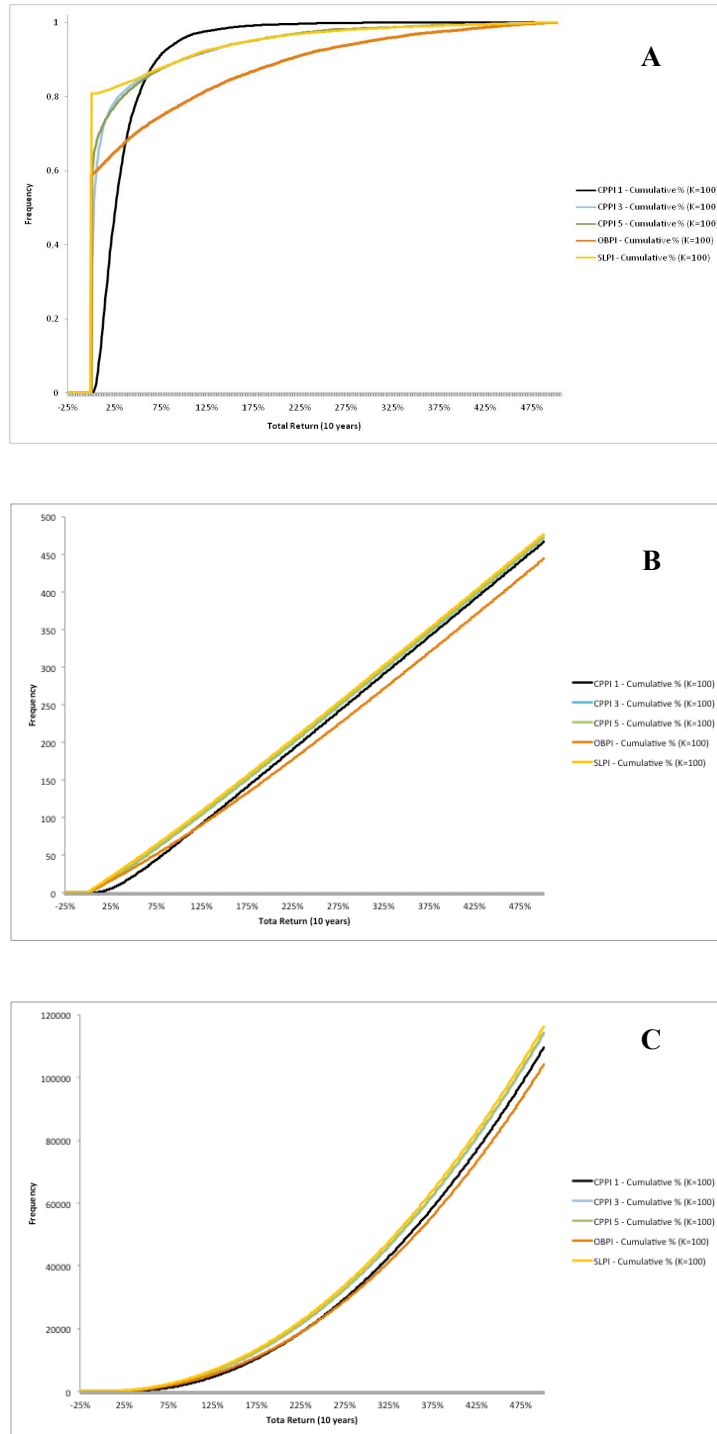 A
1
0.8
0.6
0.4
0.2
0
Frequency
-25% 25% 75% 125% 175% 225% 275% 325% 375% 425% 475%
Total Return (10 years)
CPPI 1 - Cumulative % (K=100)
CPPI 3 - Cumulative % (K=100)
CPPI 5 - Cumulative % (K=100)
OBPI - Cumulative % (K=100)
SLPI - Cumulative % (K=100)
B
500
450
400
350
300
250
200
150
100
50
0
Frequency
-25% 25% 75% 125% 175% 225% 275% 325% 375% 425% 475%
Tota Return (10 years)
CPPI 1 - Cumulative % (K=100)
CPPI 3 - Cumulative % (K=100)
CPPI 5 - Cumulative % (K=100)
OBPI - Cumulative % (K=100)
SLPI - Cumulative % (K=100)
C
120000
100000
80000
60000
40000
20000
0
Frequency
-25% 25% 75% 125% 175% 225% 275% 325% 375% 425% 475%
Tota Return (10 years)
CPPI 1 - Cumulative % (K=100)
CPPI 3 - Cumulative % (K=100)
CPPI 5 - Cumulative % (K=100)
OBPI - Cumulative % (K=100)
SLPI - Cumulative % (K=100)